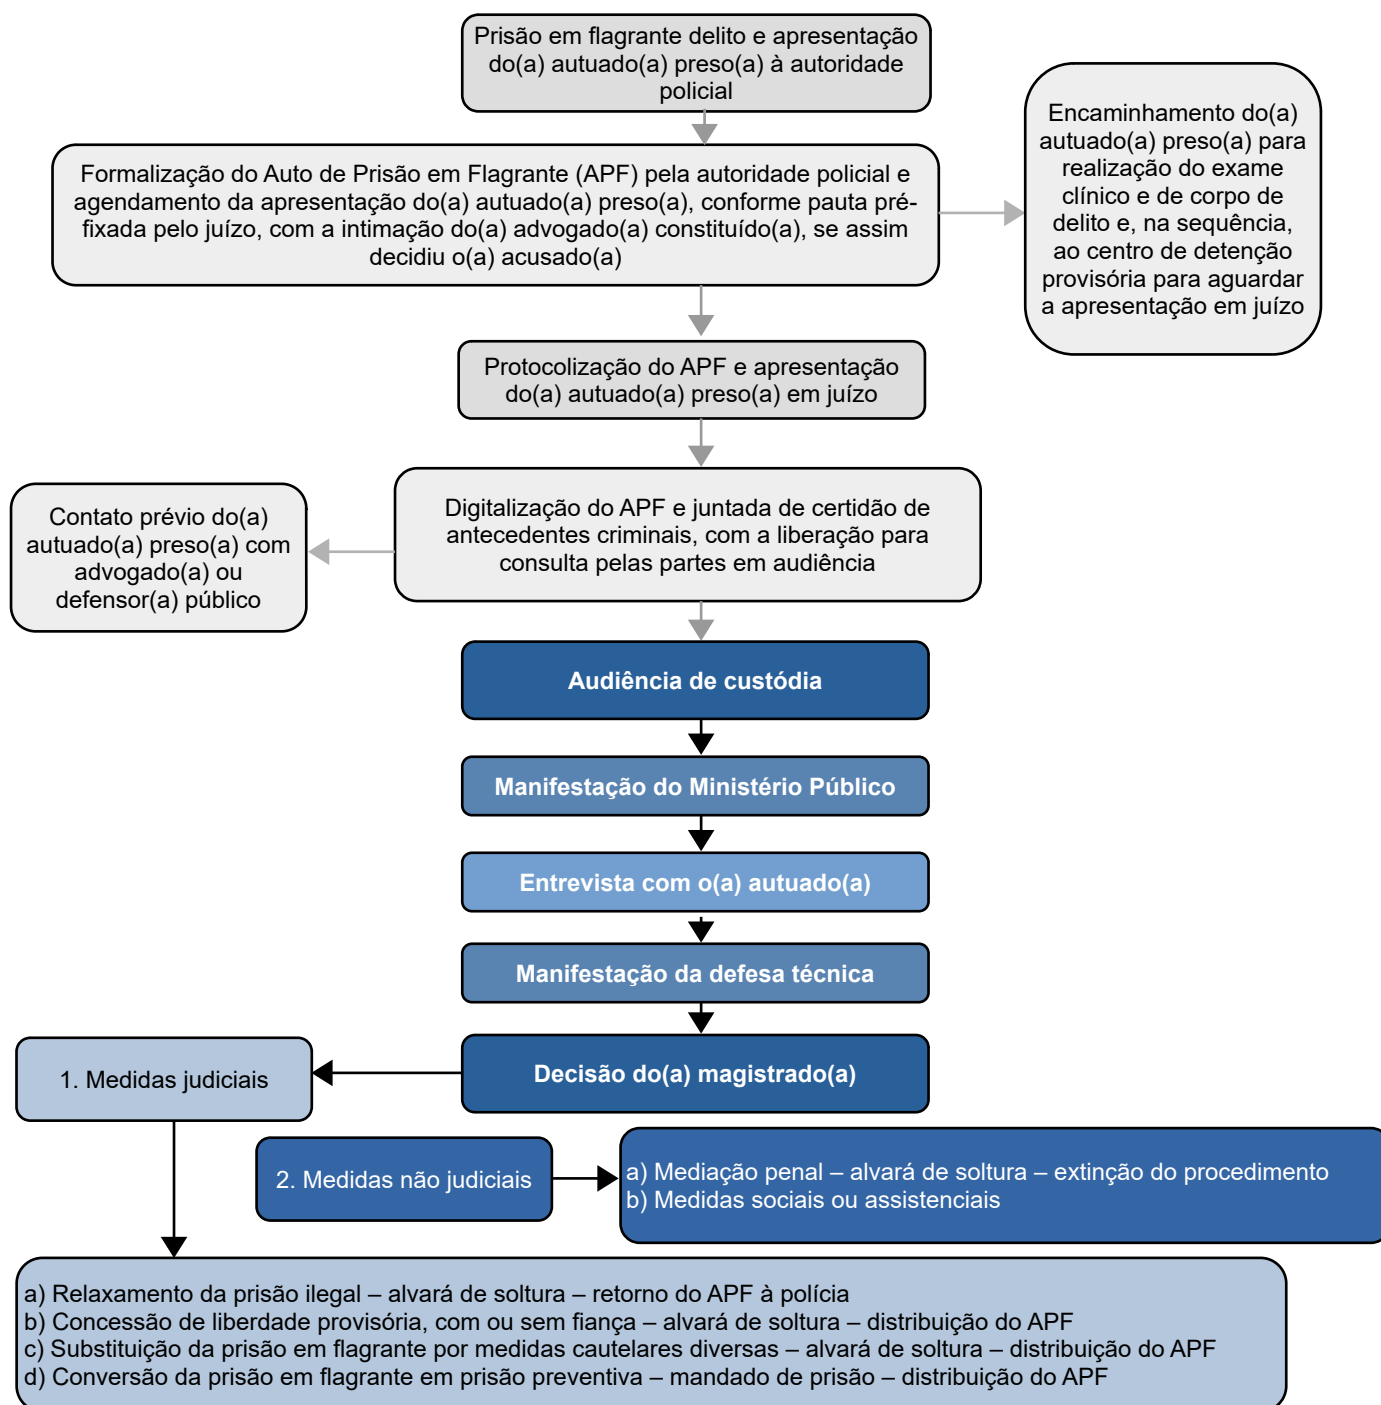 Prisão em flagrante delito e apresentação
do(a) autuado(a) preso(a) à autoridade
policial
Encaminhamento do(a)
autuado(a) preso(a) para
realização do exame
clínico e de corpo de
delito e, na sequência,
ao centro de detenção
provisória para aguardar
a apresentação em juízo
Formalização do Auto de Prisão em Flagrante (APF) pela autoridade policial e
agendamento da apresentação do(a) autuado(a) preso(a), conforme pauta pré-
fixada pelo juízo, com a intimação do(a) advogado(a) constituído(a), se assim
decidiu o(a) acusado(a)
Protocolização do APF e apresentação
do(a) autuado(a) preso(a) em juízo
Digitalização do APF e juntada de certidão de
antecedentes criminais, com a liberação para
consulta pelas partes em audiência
Contato prévio do(a)
autuado(a) preso(a) com
advogado(a) ou
defensor(a) público
Audiência de custódia
Manifestação do Ministério Público
Entrevista com o(a) autuado(a)
Manifestação da defesa técnica
Decisão do(a) magistrado(a)
1. Medidas judiciais
2. Medidas não judiciais
a) Mediação penal – alvará de soltura – extinção do procedimento
b) Medidas sociais ou assistenciais
a) Relaxamento da prisão ilegal – alvará de soltura – retorno do APF à polícia
b) Concessão de liberdade provisória, com ou sem fiança – alvará de soltura – distribuição do APF
c) Substituição da prisão em flagrante por medidas cautelares diversas – alvará de soltura – distribuição do APF
d) Conversão da prisão em flagrante em prisão preventiva – mandado de prisão – distribuição do APF